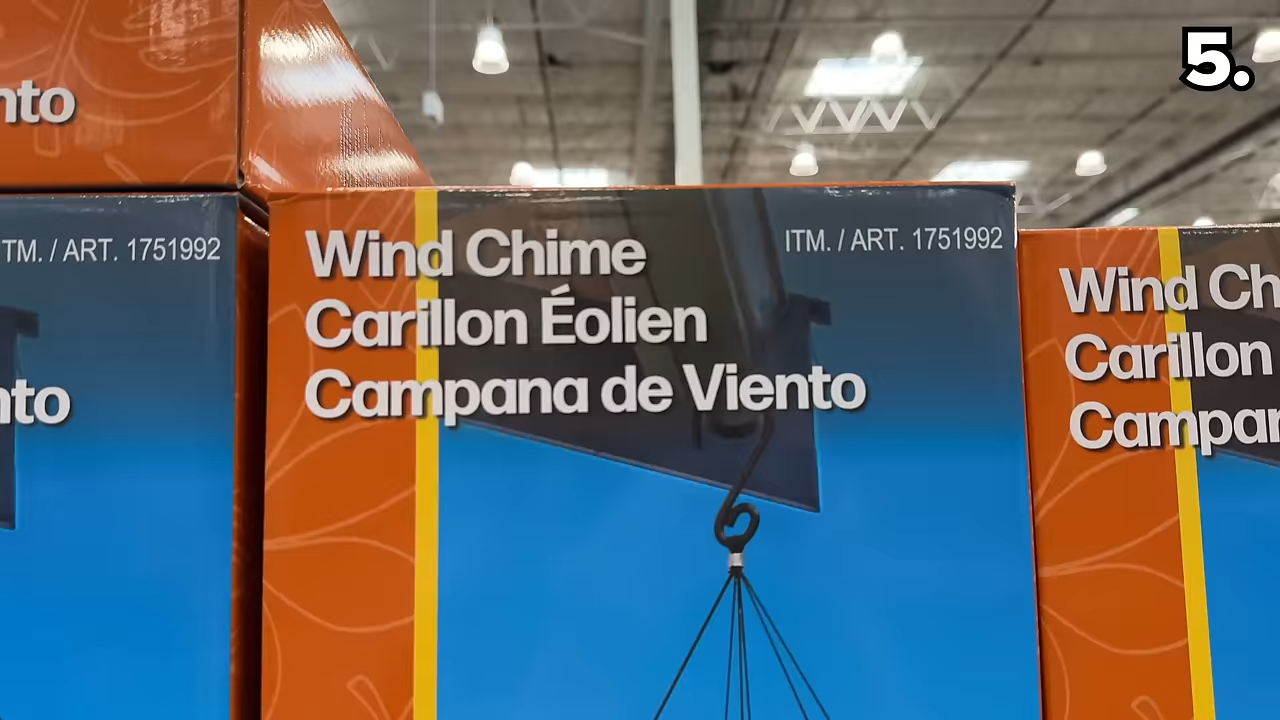 5.
nto
ITM. / ART. 1751992
nto
Wind Chime
Carillon Éolien
Campana de Viento
ITM. / ART. 1751992
Wind Ch
Carillon
Campan